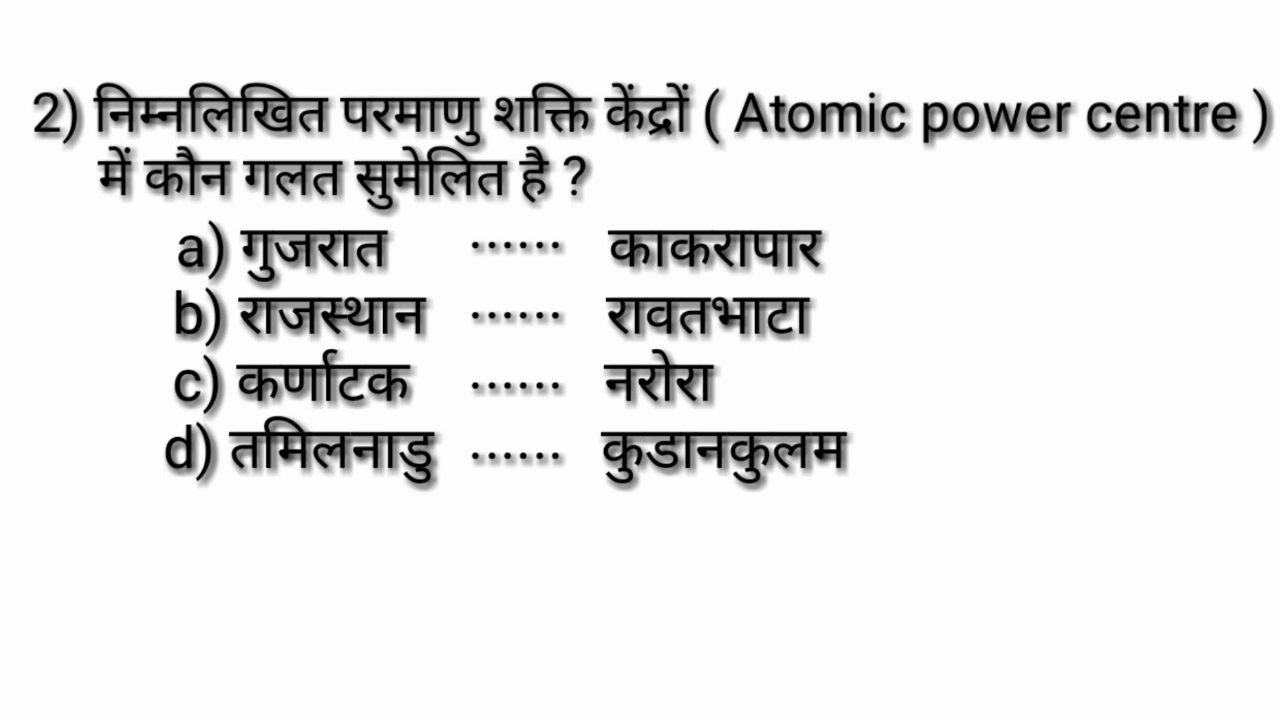 2) निम्नलिखित परमाणु शक्ति केंद्रों ( Atomic power centre )
में कौन गलत सुमेलित है ?
a) गुजरात ...... काकरापार
b) राजस्थान ...... रावतभाटा
c) कर्णाटक ...... नरोरा
d) तमिलनाडु ...... कुडानकुलम